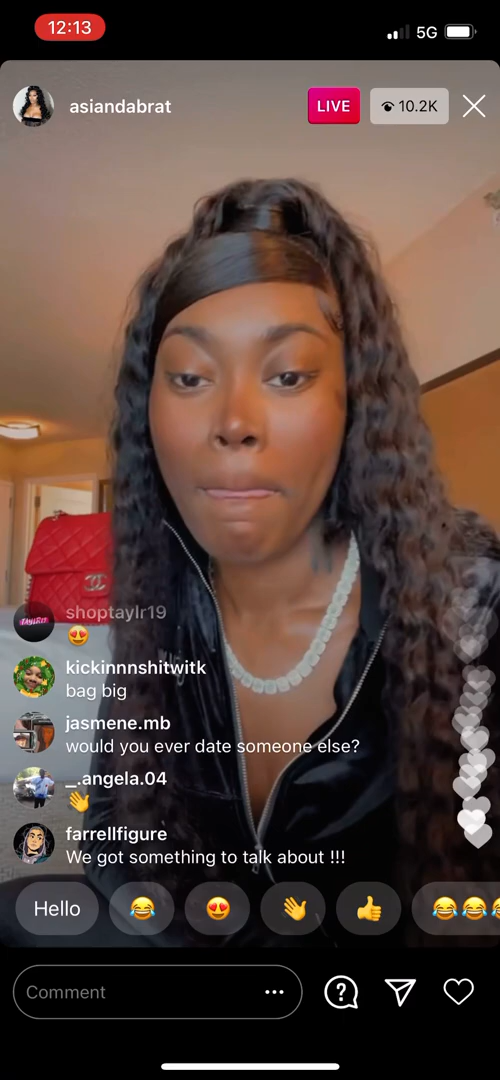 12:13
5G
asiandabrat
LIVE
10.2K
shoptaylr19
😍
kickinnnshitwitk
bag big
jasmene.mb
would you ever date someone else?
_.angela.04
👋
farrellfigure
We got something to talk about !!!
Hello 😂 😍 👋 👍 😂😂😂
Comment